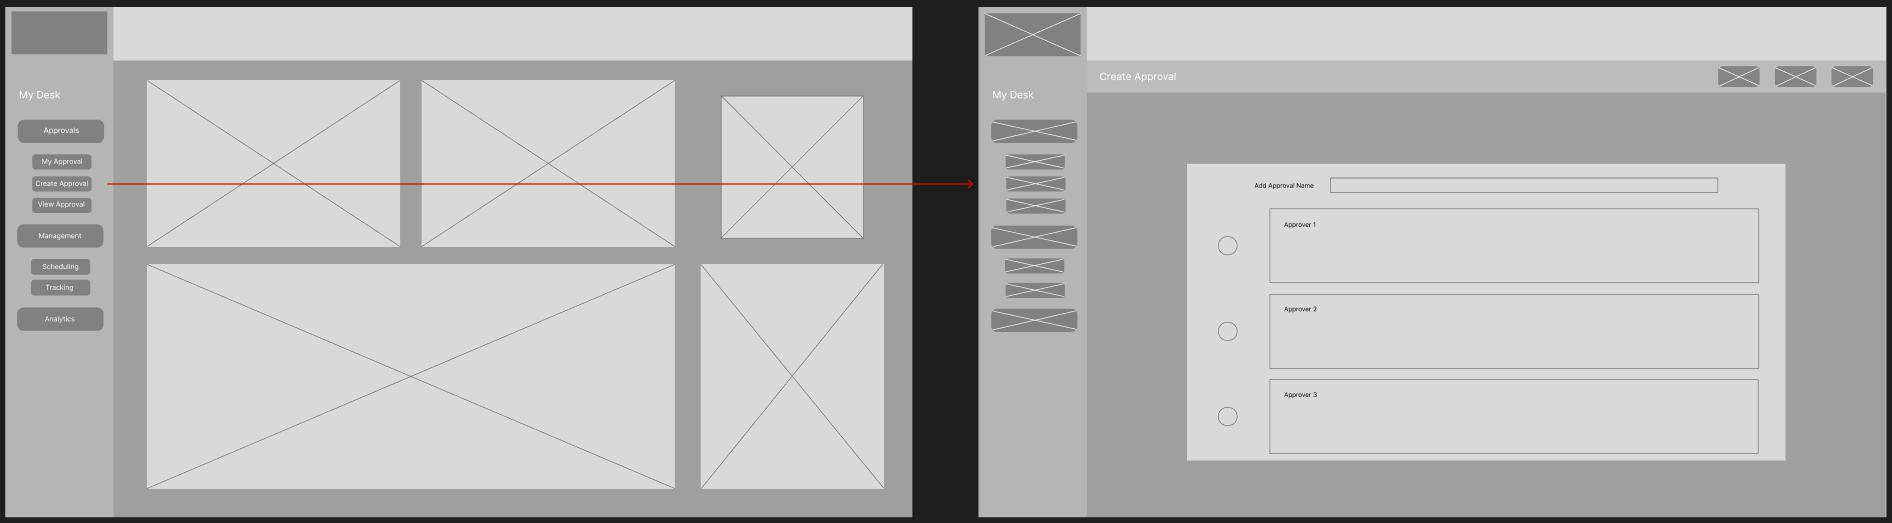 My Desk
Approvals
My Approval
Create Approval
View Approval
Management
Scheduling
Tracking
Analytics
Create Approval
My Desk
Add Approval Name
Approver 1
Approver 2
Approver 3